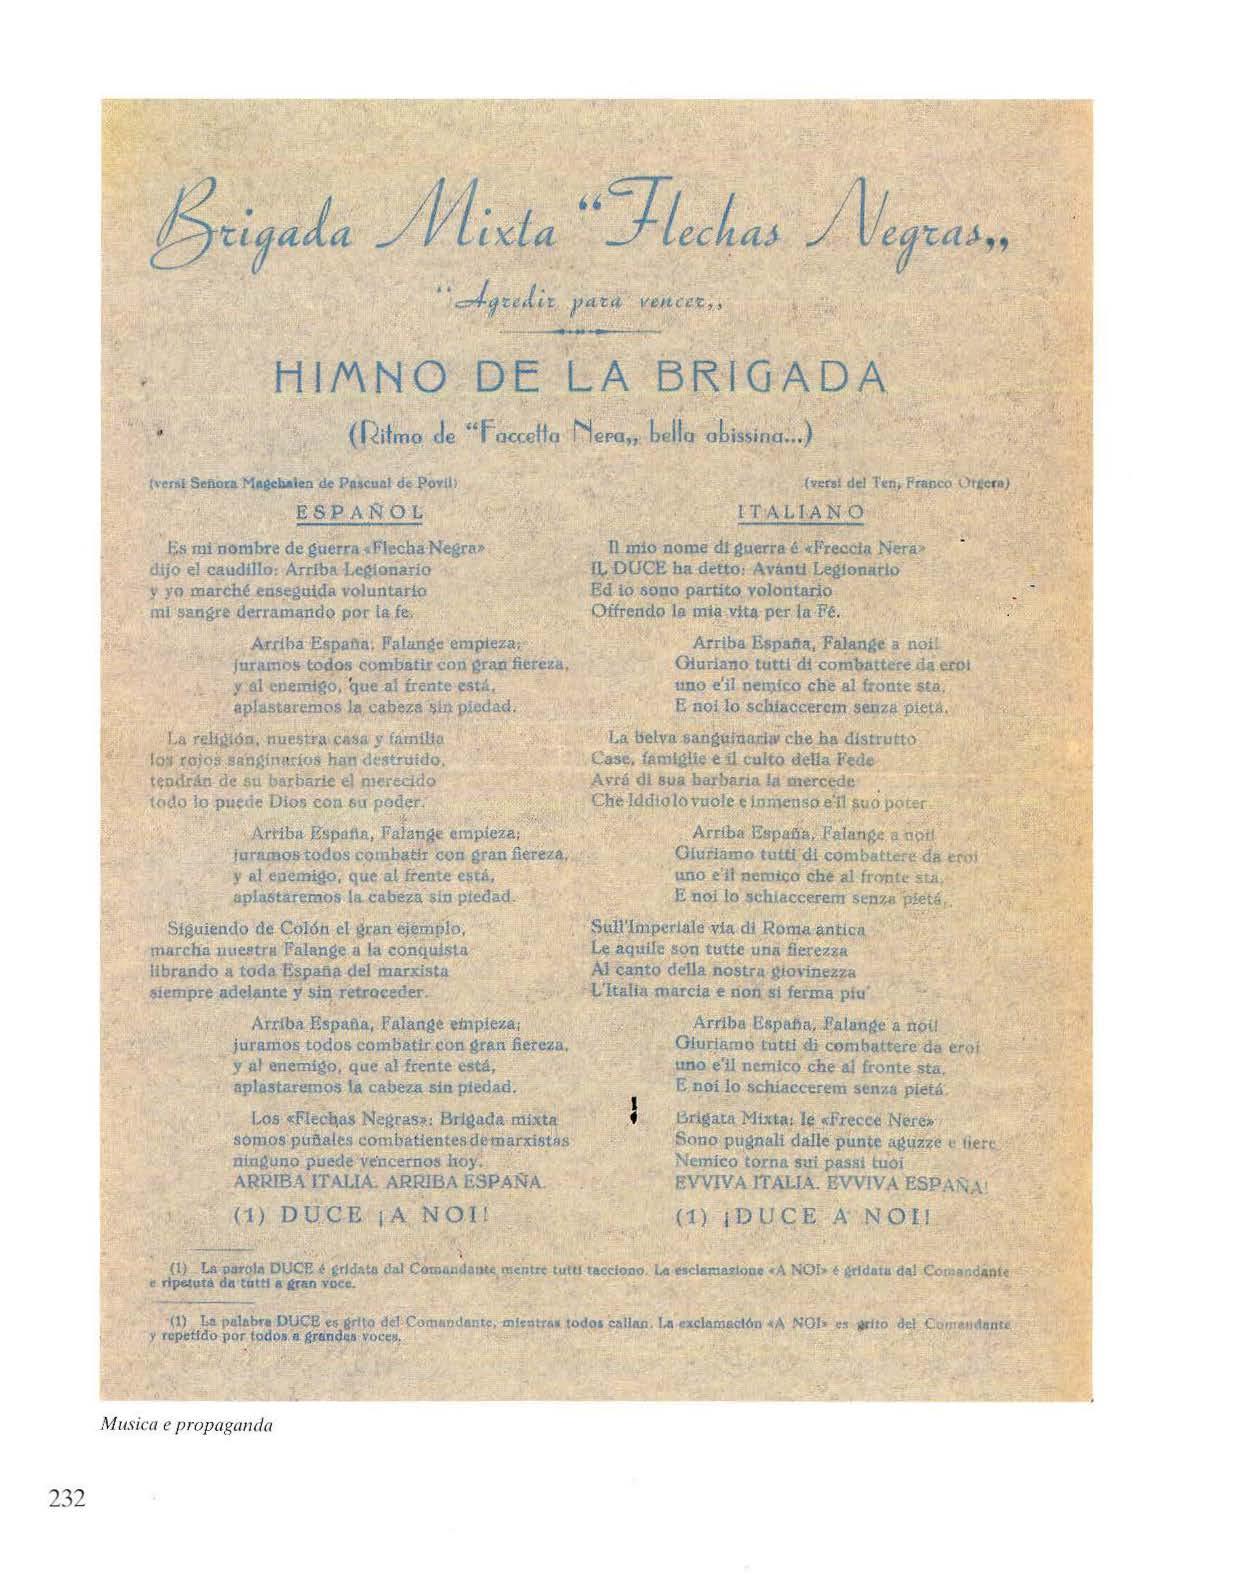 Brigada Mixta “Flechas Negras„
“Agredir para vencer„
HIMNO DE LA BRIGADA
(Ritmo de “Faccetta Nera„ bella abissina...)
(versi Señora Magchalen de Pascual de Povil)
ESPAÑOL
Es mi nombre de guerra «Flecha Negra»
dijo el caudillo: Arriba Legionario
y yo marché enseguida voluntario
mi sangre derramando por la fe.
Arriba España, Falange empieza;
juramos todos combatir con gran fiereza,
y al enemigo, que al frente está,
aplastaremos la cabeza sin piedad.
La religión, nuestra casa y familia
los rojos sanginarios han destruido,
tendrán de su barbarie el merecido
todo lo puede Dios con su poder.
Arriba España, Falange empieza;
juramos todos combatir con gran fiereza,
y al enemigo, que al frente está,
aplastaremos la cabeza sin piedad.
Siguiendo de Colón el gran ejemplo,
marcha nuestra Falange a la conquista
librando a toda España del marxista
siempre adelante y sin retroceder.
Arriba España, Falange empieza;
juramos todos combatir con gran fiereza,
y al enemigo, que al frente está,
aplastaremos la cabeza sin piedad.
Los «Flechas Negras»: Brigada mixta
somos puñales combatientes de marxistas
ninguno puede vencernos hoy.
ARRIBA ITALIA. ARRIBA ESPAÑA.
(1) DUCE ¡A NOI!
(versi del Ten, Franco Orgera)
ITALIANO
Il mio nome di guerra é «Freccia Nera»
IL DUCE ha detto: Avanti Legionario
Ed io sono partito volontario
Offrendo la mia vita per la Fé.
Arriba España, Falange a noi!
Giuriano tutti di combattere da eroi
uno e'il nemico che al fronte sta,
E noi lo schiaccerem senza pietá.
La belva sanguinaria che ha distrutto
Case, famiglie e il culto della Fede
Avrá di sua barbaria la mercede
Che Iddio lo vuole e inmenso e'il suo poter
Arriba España, Falange a noi!
Giuriamo tutti di combattere da eroi
uno e'il nemico che al fronte sta,
E noi lo schiaccerem senza pietá,
Sull'Imperiale via di Roma antica
Le aquile son tutte una fierezza
Al canto della nostra giovinezza
L'Italia marcia e non si ferma piu'
Arriba España, Falange a noi!
Giuriamo tutti di combattere da eroi
uno e'il nemico che al fronte sta,
E noi lo schiaccerem senza pietá.
Brigata Mixta: le «Frecce Nere»
Sono pugnali dalle punte aguzze e fiere
Nemico torna sui passi tuoi
EVVIVA ITALIA. EVVIVA ESPAÑA!
(1) ¡DUCE A NOI!
(1) La parola DUCE é gridata dal Comandante mentre tutti tacciono. La esclamazione «A NOI» é gridata dal Comandante
e ripetuta da tutti a gran voce.
(1) La palabra DUCE es grito del Comandante, mientras todos callan. La exclamación «A NOI» es grito del Comandante
y repetido por todos a grandes voces.
Musica e propaganda
232